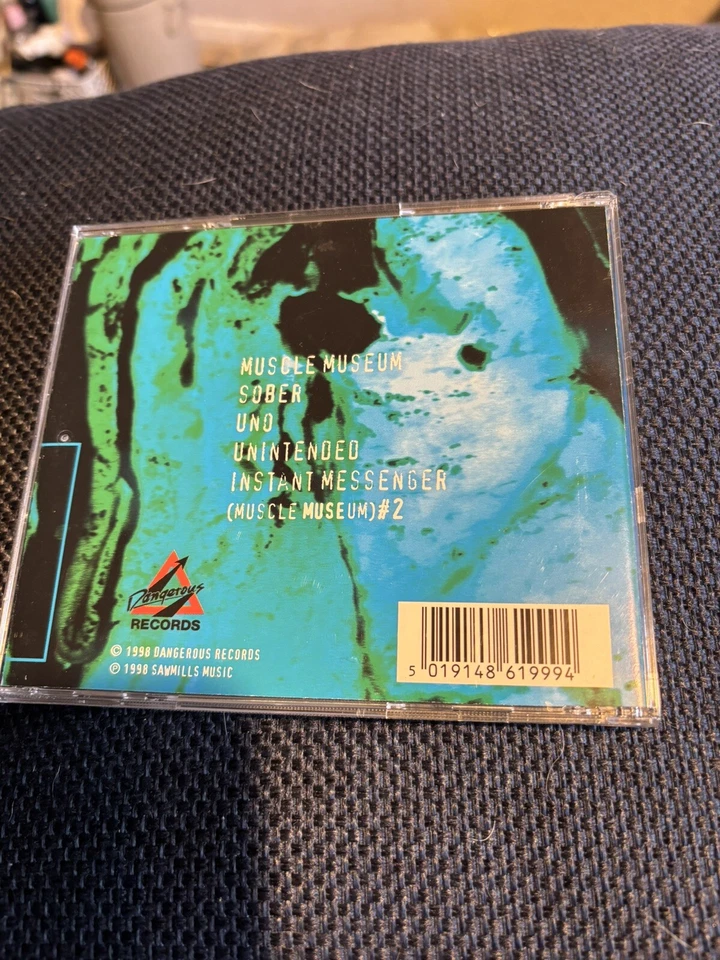 MUSCLE MUSEUM
SOBER
UNO
UNINTENDED
INSTANT MESSENGER
(MUSCLE MUSEUM)#2
Dangerous
RECORDS
© 1998 DANGEROUS RECORDS
℗ 1998 SAWMILLS MUSIC
5 019148 619994